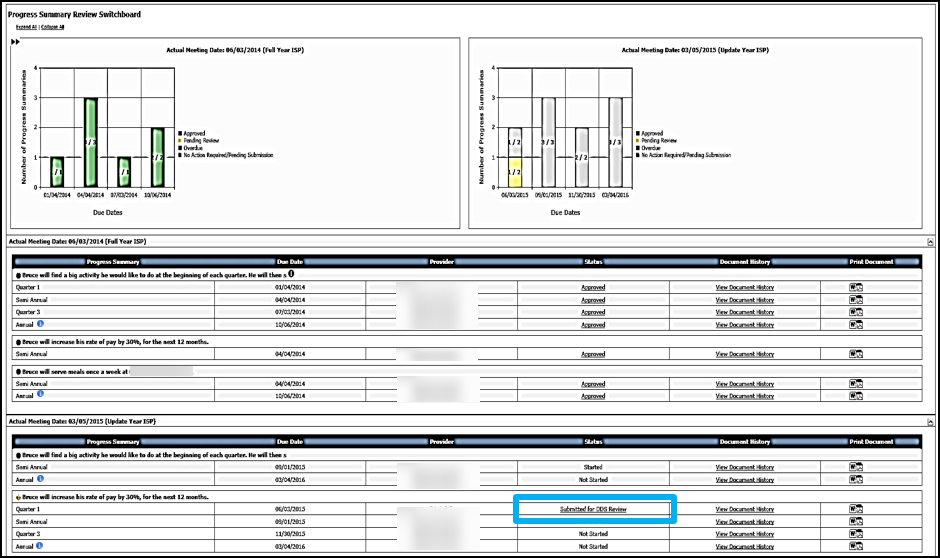 Progress Summary Review Switchboard
Expand All | Collapse All
Actual Meeting Date: 06/03/2014 (Full Year ISP)
Number of Progress Summaries
4
3
2
1
0
/ 1
/ 3
/ 1
/ 2
01/04/2014 04/04/2014 07/03/2014 10/06/2014
Due Dates
Approved
Pending Review
Overdue
No Action Required/Pending Submission
Actual Meeting Date: 03/05/2015 (Update Year ISP)
Number of Progress Summaries
4
3
2
1
0
1 / 2
1 / 2
3 / 3
2 / 2
3 / 3
06/03/2015 09/01/2015 11/30/2015 03/04/2016
Due Dates
Approved
Pending Review
Overdue
No Action Required/Pending Submission
Actual Meeting Date: 06/03/2014 (Full Year ISP)
Progress Summary Due Date Provider Status Document History Print Document
Bruce will find a big activity he would like to do at the beginning of each quarter. He will then s
Quarter 1 01/04/2014 Approved View Document History
Semi Annual 04/04/2014 Approved View Document History
Quarter 3 07/03/2014 Approved View Document History
Annual 10/06/2014 Approved View Document History
Bruce will increase his rate of pay by 30%, for the next 12 months.
Semi Annual 04/04/2014 Approved View Document History
Bruce will serve meals once a week at
Semi Annual 04/04/2014 Approved View Document History
Annual 10/06/2014 Approved View Document History
Actual Meeting Date: 03/05/2015 (Update Year ISP)
Progress Summary Due Date Provider Status Document History Print Document
Bruce will find a big activity he would like to do at the beginning of each quarter. He will then s
Semi Annual 09/01/2015 Started View Document History
Annual 03/04/2016 Not Started View Document History
Bruce will increase his rate of pay by 30%, for the next 12 months.
Quarter 1 06/03/2015 Submitted for DDS Review View Document History
Semi Annual 09/01/2015 View Document History
Quarter 3 11/30/2015 Not Started View Document History
Annual 03/04/2016 Not Started View Document History